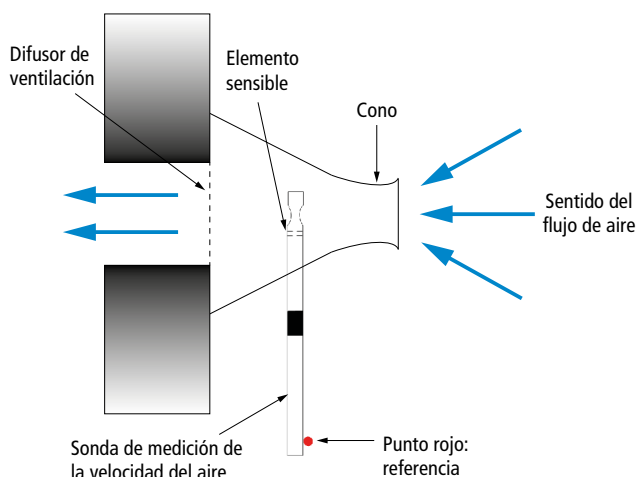 Difusor de
ventilación
Elemento
sensible
Cono
Sentido del
flujo de aire
Sonda de medición de
la velocidad del aire
Punto rojo:
referencia